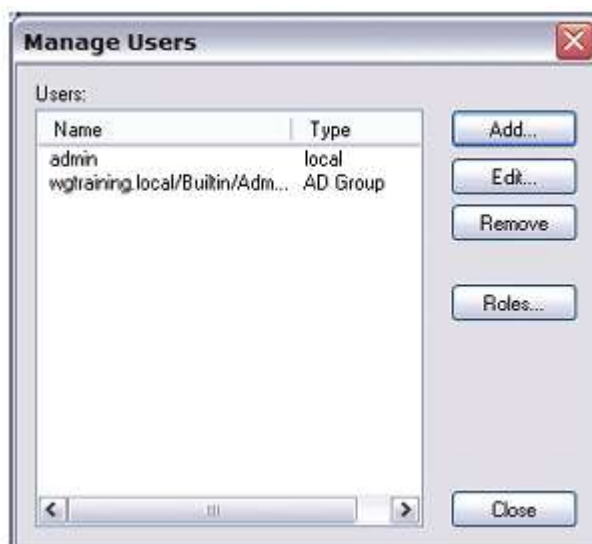 Manage Users
Users:
Name Type
admin local
wgtraining.local/Builtin/Adm... AD Group
Add...
Edit...
Remove
Roles...
Close